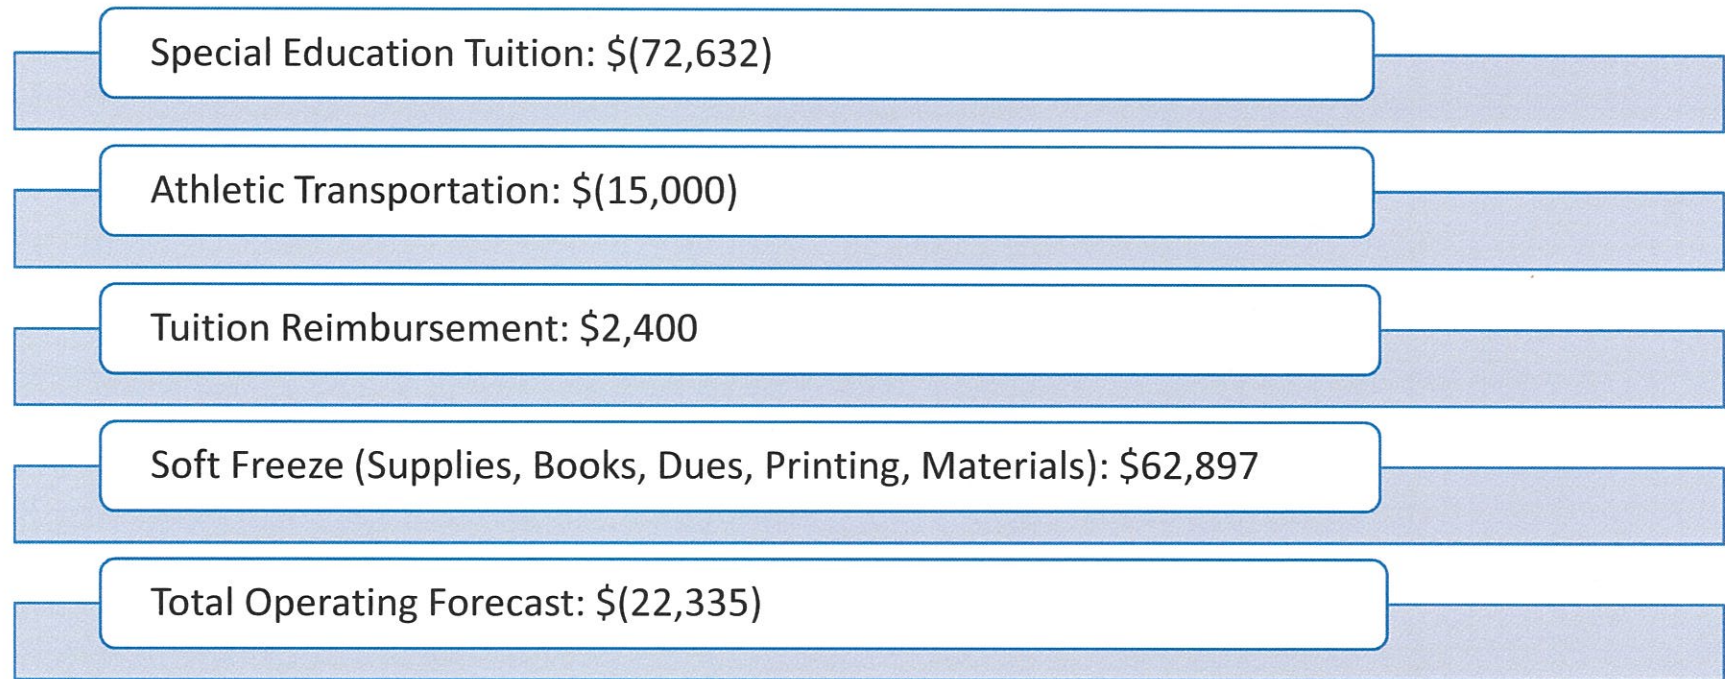 Special Education Tuition: $(72,632)
Athletic Transportation: $(15,000)
Tuition Reimbursement: $2,400
Soft Freeze (Supplies, Books, Dues, Printing, Materials): $62,897
Total Operating Forecast: $(22,335)